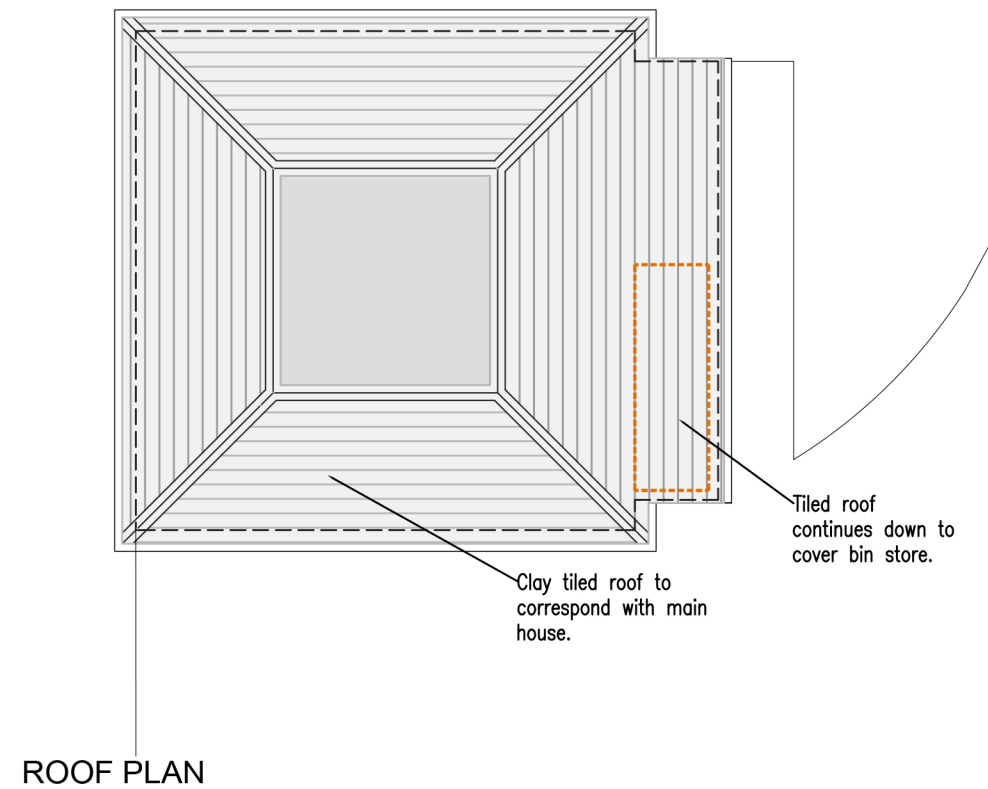 Tiled roof
continues down to
cover bin store.
Clay tiled roof to
correspond with main
house.
ROOF PLAN